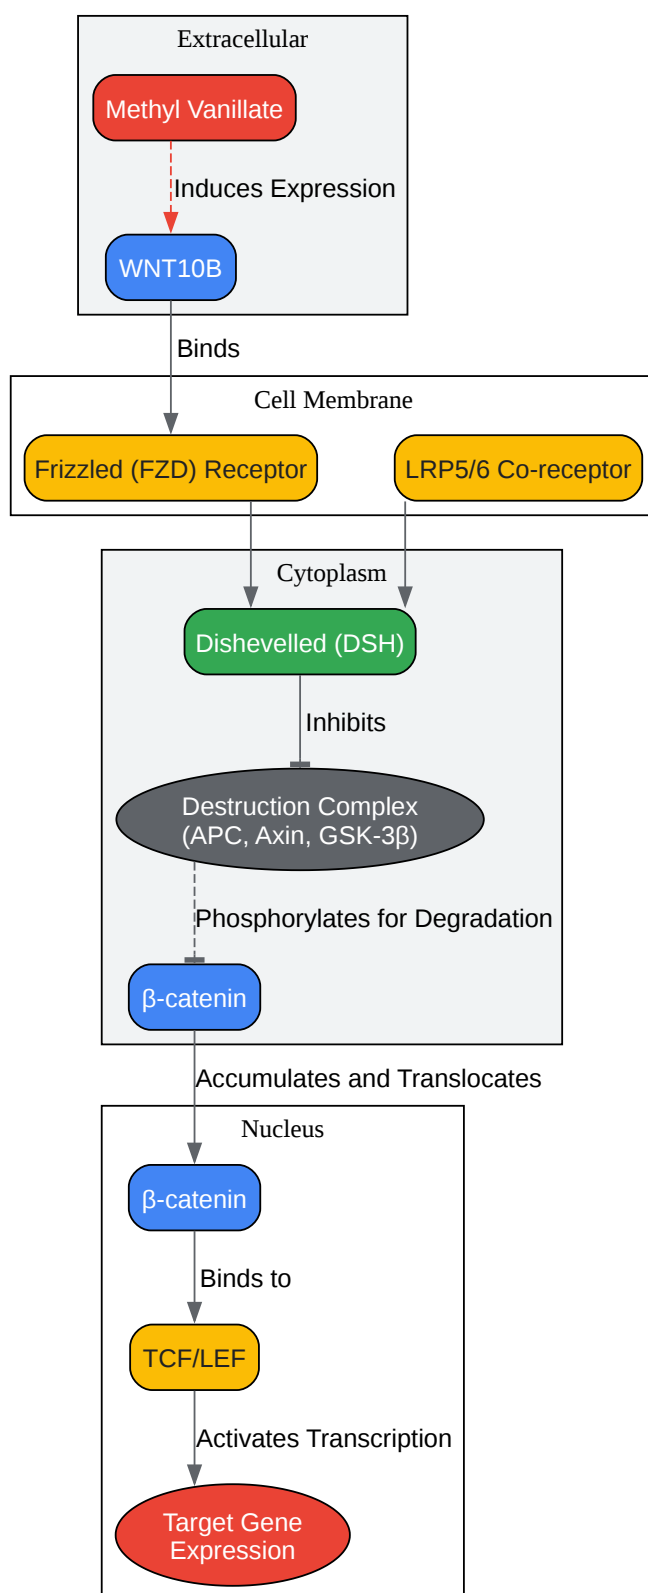 Extracellular
Methyl Vanillate
Induces Expression
WNT10B
Binds
Cell Membrane
Frizzled (FZD) Receptor
LRP5/6 Co-receptor
Cytoplasm
Dishevelled (DSH)
Inhibits
Destruction Complex
(APC, Axin, GSK-3β)
Phosphorylates for Degradation
β-catenin
Accumulates and Translocates
Nucleus
β-catenin
Binds to
TCF/LEF
Activates Transcription
Target Gene
Expression